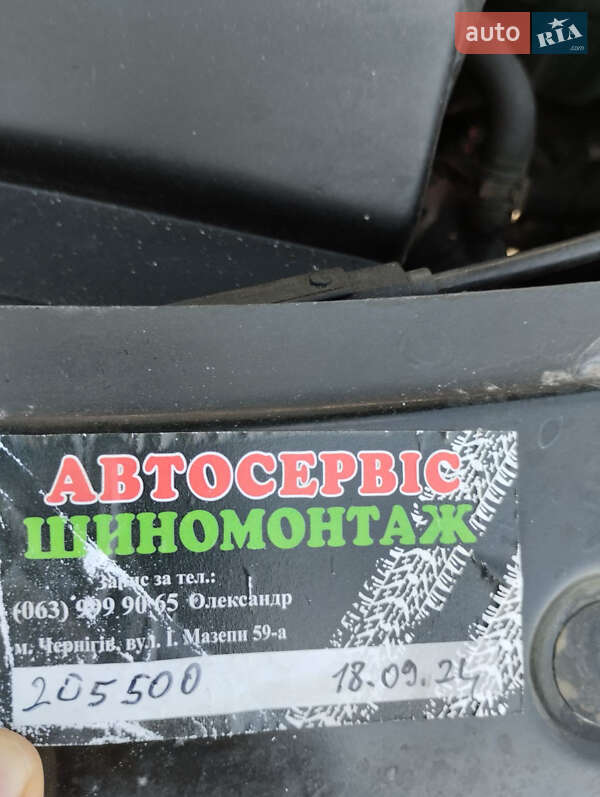 auto RIA.com
АВТОСЕРВІС
ШИНОМОНТАЖ
Запис за тел.:
(063) 999 90 65 Олександр
м. Чернігів, вул. І. Мазепи 59-а
205500 18.09.24